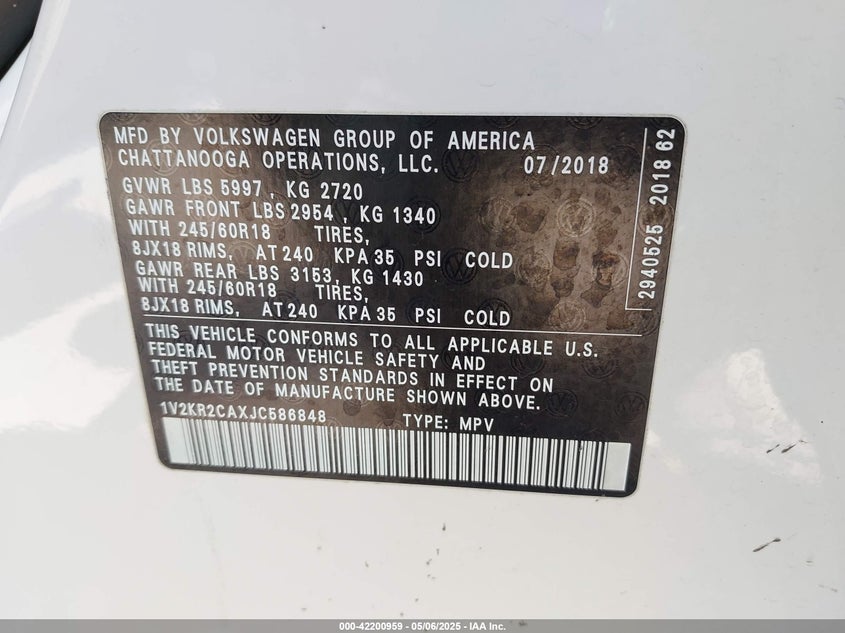 MFD BY VOLKSWAGEN GROUP OF AMERICA
CHATTANOOGA OPERATIONS, LLC. 07/2018
GVWR LBS 5997, KG 2720
GAWR FRONT LBS 2954, KG 1340
WITH 245/60R18 TIRES,
8JX18 RIMS, AT 240 KPA 35 PSI COLD
GAWR REAR LBS 3153, KG 1430
WITH 245/60R18 TIRES,
8JX18 RIMS, AT 240 KPA 35 PSI COLD
THIS VEHICLE CONFORMS TO ALL APPLICABLE U.S.
FEDERAL MOTOR VEHICLE SAFETY AND
THEFT PREVENTION STANDARDS IN EFFECT ON
THE DATE OF MANUFACTURE SHOWN ABOVE.
1V2KR2CAXJC586848 TYPE: MPV
2940525 2018 62
000-42200959 - 05/06/2025 - IAA Inc.